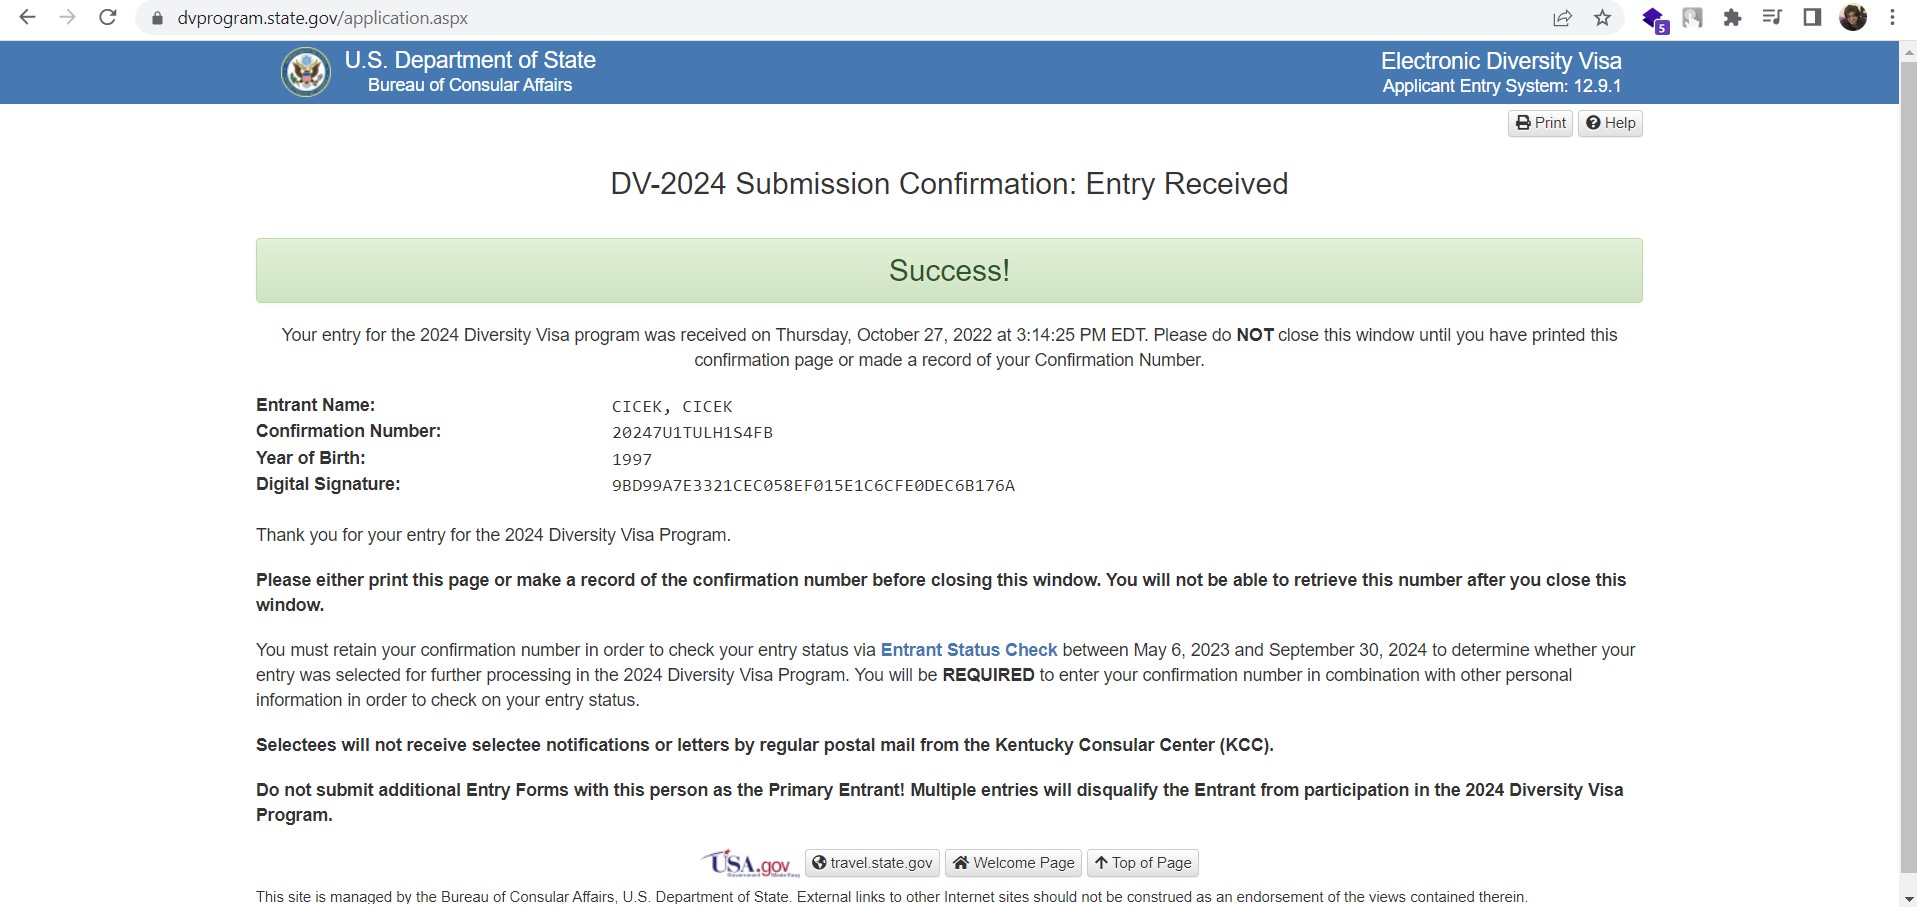 dvprogram.state.gov/application.aspx
5
U.S. Department of State
Bureau of Consular Affairs
Electronic Diversity Visa
Applicant Entry System: 12.9.1
Print
Help
DV-2024 Submission Confirmation: Entry Received
Success!
Your entry for the 2024 Diversity Visa program was received on Thursday, October 27, 2022 at 3:14:25 PM EDT. Please do NOT close this window until you have printed this
confirmation page or made a record of your Confirmation Number.
Entrant Name: CICEK, CICEK
Confirmation Number: 20247U1TULH1S4FB
Year of Birth: 1997
Digital Signature: 9BD99A7E3321CEC058EF015E1C6CFE0DEC6B176A
Thank you for your entry for the 2024 Diversity Visa Program.
Please either print this page or make a record of the confirmation number before closing this window. You will not be able to retrieve this number after you close this
window.
You must retain your confirmation number in order to check your entry status via Entrant Status Check between May 6, 2023 and September 30, 2024 to determine whether your
entry was selected for further processing in the 2024 Diversity Visa Program. You will be REQUIRED to enter your confirmation number in combination with other personal
information in order to check on your entry status.
Selectees will not receive selectee notifications or letters by regular postal mail from the Kentucky Consular Center (KCC).
Do not submit additional Entry Forms with this person as the Primary Entrant! Multiple entries will disqualify the Entrant from participation in the 2024 Diversity Visa
Program.
USA.gov
travel.state.gov
Welcome Page
Top of Page
This site is managed by the Bureau of Consular Affairs, U.S. Department of State. External links to other Internet sites should not be construed as an endorsement of the views contained therein.